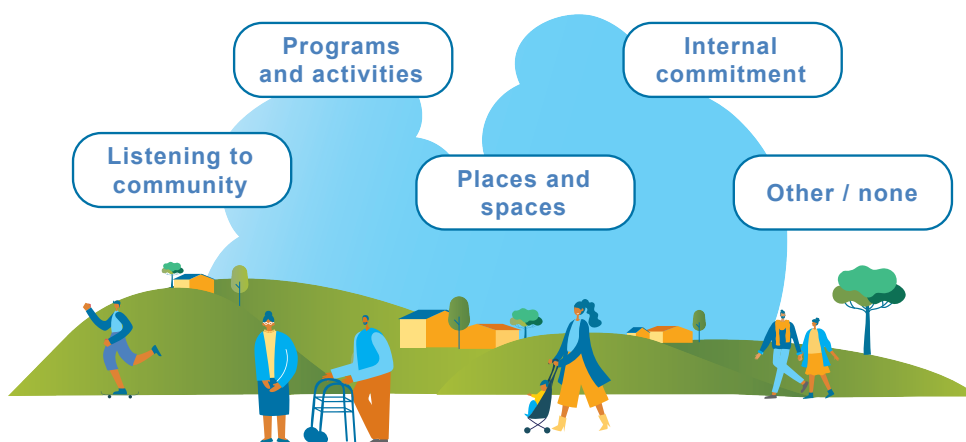 Programs
and activities
Internal
commitment
Listening to
community
Places and
spaces
Other / none